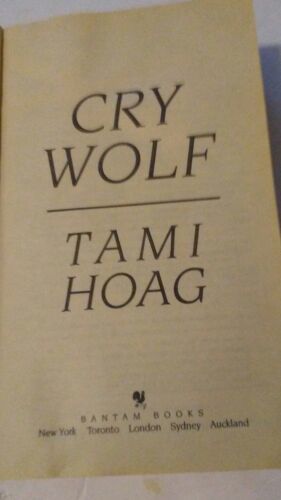 CRY
WOLF
TAMI
HOAG
BANTAM BOOKS
New York Toronto London Sydney Auckland